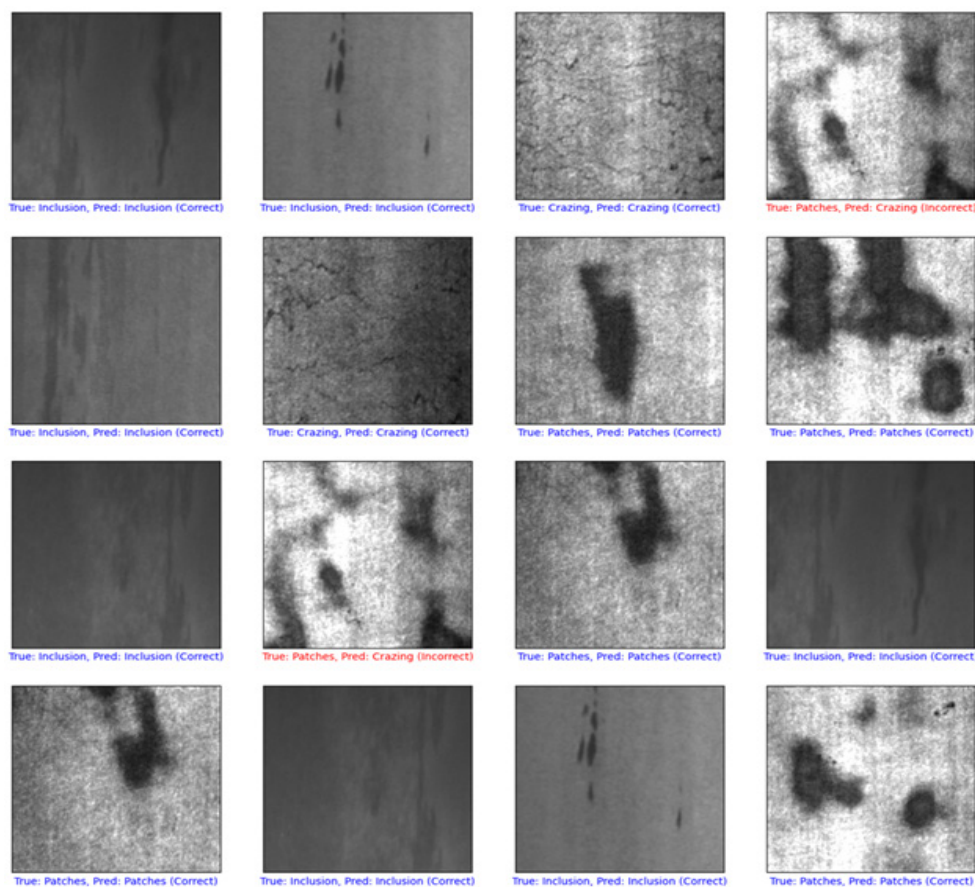 True: Inclusion, Pred: Inclusion (Correct)
True: Inclusion, Pred: Inclusion (Correct)
True: Crazing, Pred: Crazing (Correct)
True: Patches, Pred: Crazing (Incorrect)
True: Inclusion, Pred: Inclusion (Correct)
True: Crazing, Pred: Crazing (Correct)
True: Patches, Pred: Patches (Correct)
True: Patches, Pred: Patches (Correct)
True: Inclusion, Pred: Inclusion (Correct)
True: Patches, Pred: Crazing (Incorrect)
True: Patches, Pred: Patches (Correct)
True: Inclusion, Pred: Inclusion (Correct)
True: Patches, Pred: Patches (Correct)
True: Inclusion, Pred: Inclusion (Correct)
True: Inclusion, Pred: Inclusion (Correct)
True: Patches, Pred: Patches (Correct)